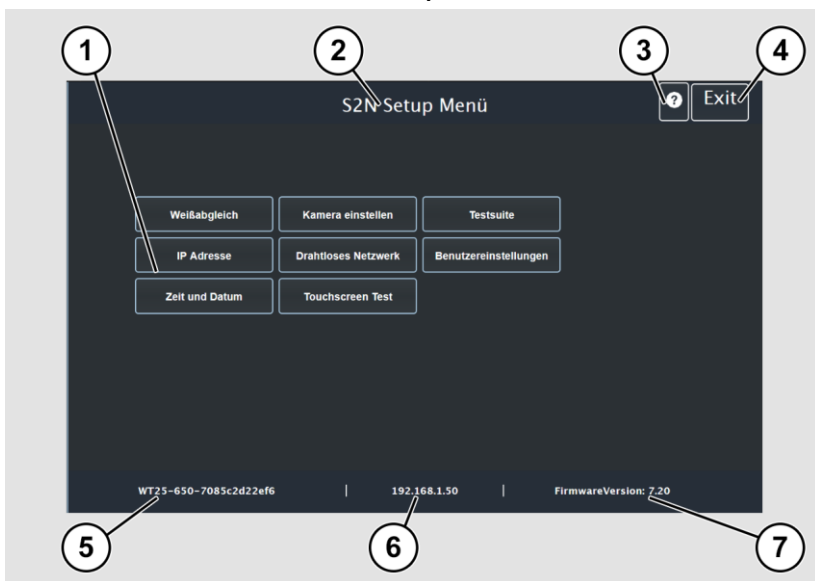 1
2
3
4
S2N Setup Menü
?
Exit
Weißabgleich
Kamera einstellen
Testsuite
IP Adresse
Drahtloses Netzwerk
Benutzereinstellungen
Zeit und Datum
Touchscreen Test
WT25-650-7085c2d22ef6 | 192.168.1.50 | FirmwareVersion: 7.20
5
6
7